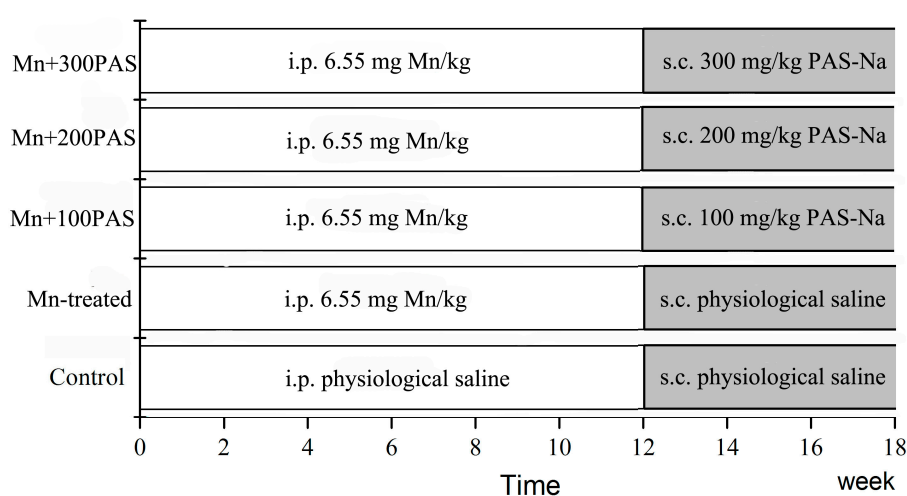 Mn+300PAS i.p. 6.55 mg Mn/kg s.c. 300 mg/kg PAS-Na
Mn+200PAS i.p. 6.55 mg Mn/kg s.c. 200 mg/kg PAS-Na
Mn+100PAS i.p. 6.55 mg Mn/kg s.c. 100 mg/kg PAS-Na
Mn-treated i.p. 6.55 mg Mn/kg s.c. physiological saline
Control i.p. physiological saline s.c. physiological saline
0 2 4 6 8 10 12 14 16 18
Time week